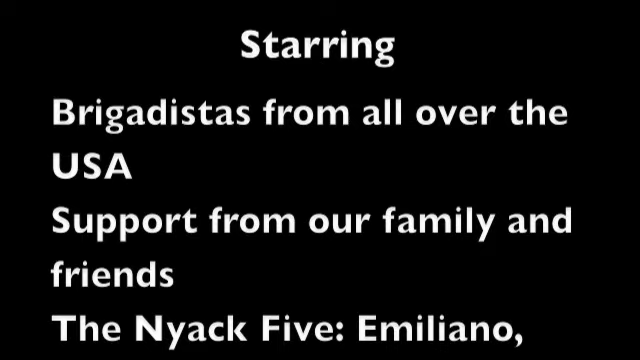 Starring
Brigadistas from all over the
USA
Support from our family and
friends
The Nyack Five: Emiliano,